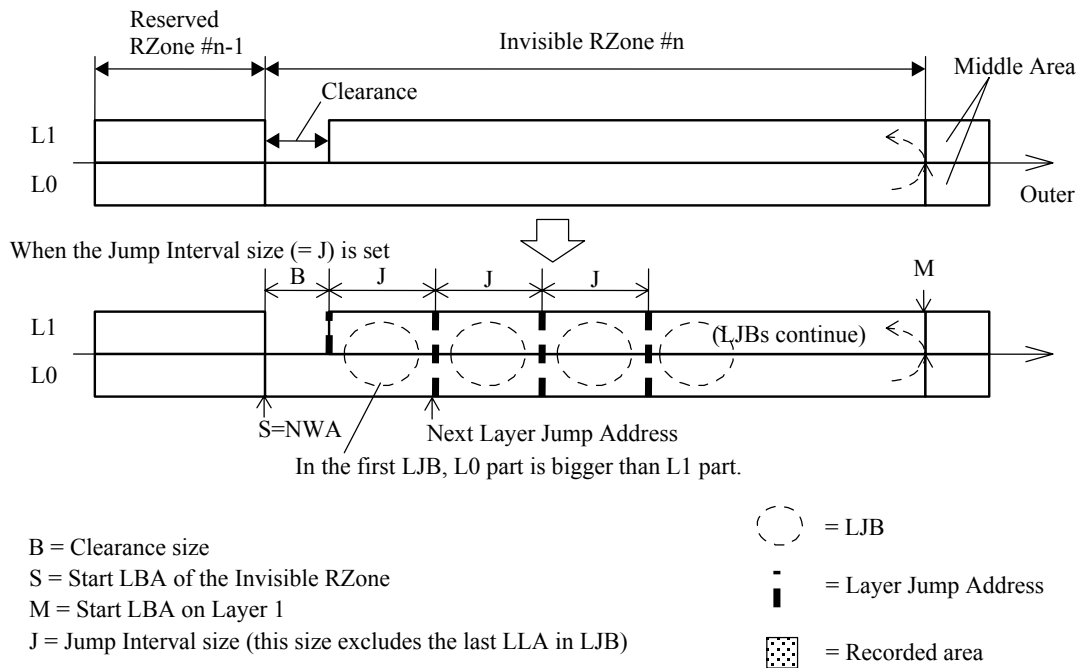 Reserved
RZone #n-1
Invisible RZone #n
Middle Area
Clearance
L1
L0
Outer
When the Jump Interval size (= J) is set
B J J J M
L1
(LJBs continue)
L0
S=NWA
Next Layer Jump Address
In the first LJB, L0 part is bigger than L1 part.
B = Clearance size
S = Start LBA of the Invisible RZone
M = Start LBA on Layer 1
J = Jump Interval size (this size excludes the last LLA in LJB)
= LJB
= Layer Jump Address
= Recorded area